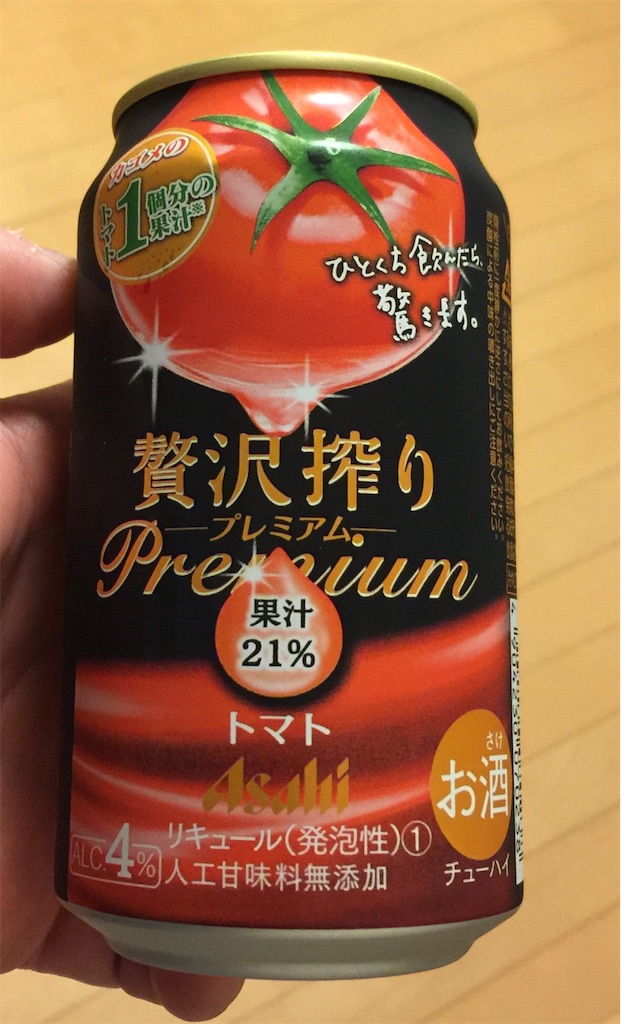 カゴメの
トマト1個分の
果汁※
ひとくち飲んだら、
驚きます。
贅沢搾り
プレミアム
Premium
果汁
21%
トマト
Asahi
さけ
お酒
チューハイ
ALC.4%
リキュール(発泡性)①
人工甘味料無添加